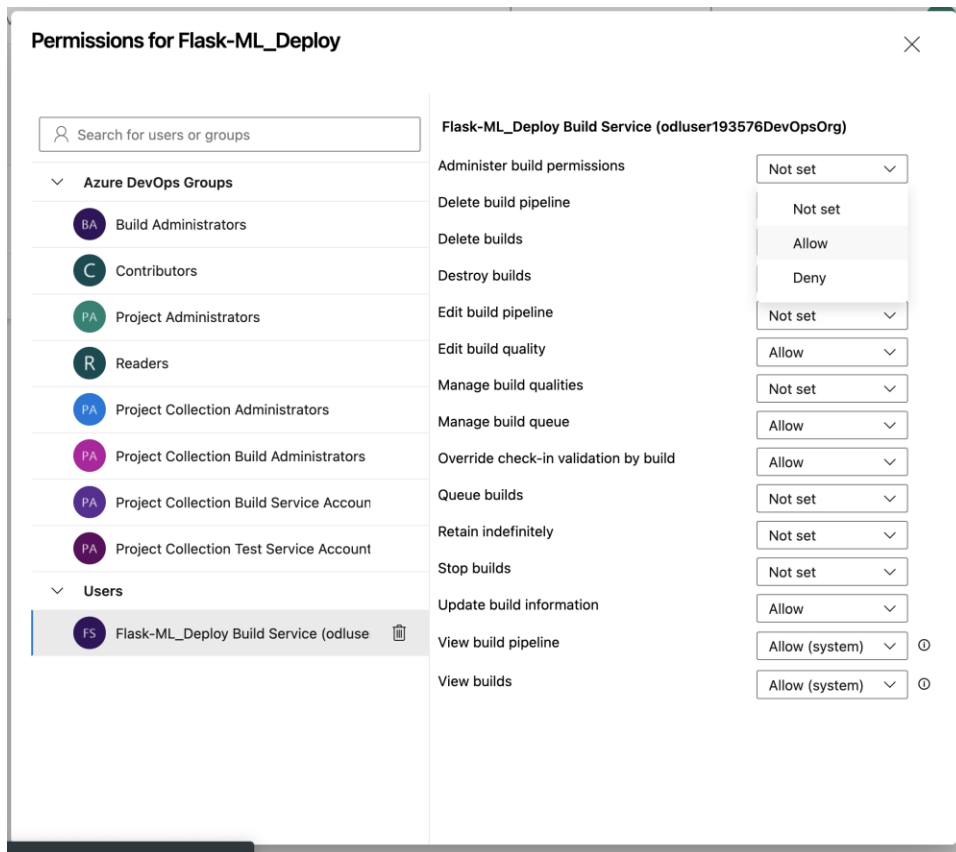 Permissions for Flask-ML_Deploy
Search for users or groups
Azure DevOps Groups
BA Build Administrators
C Contributors
PA Project Administrators
R Readers
PA Project Collection Administrators
PA Project Collection Build Administrators
PA Project Collection Build Service Accoun
PA Project Collection Test Service Account
Users
FS Flask-ML_Deploy Build Service (odluse
Flask-ML_Deploy Build Service (odluser193576DevOpsOrg)
Administer build permissions Not set
Delete build pipeline Not set
Delete builds Allow
Destroy builds Deny
Edit build pipeline Not set
Edit build quality Allow
Manage build qualities Not set
Manage build queue Allow
Override check-in validation by build Allow
Queue builds Not set
Retain indefinitely Not set
Stop builds Not set
Update build information Allow
View build pipeline Allow (system)
View builds Allow (system)